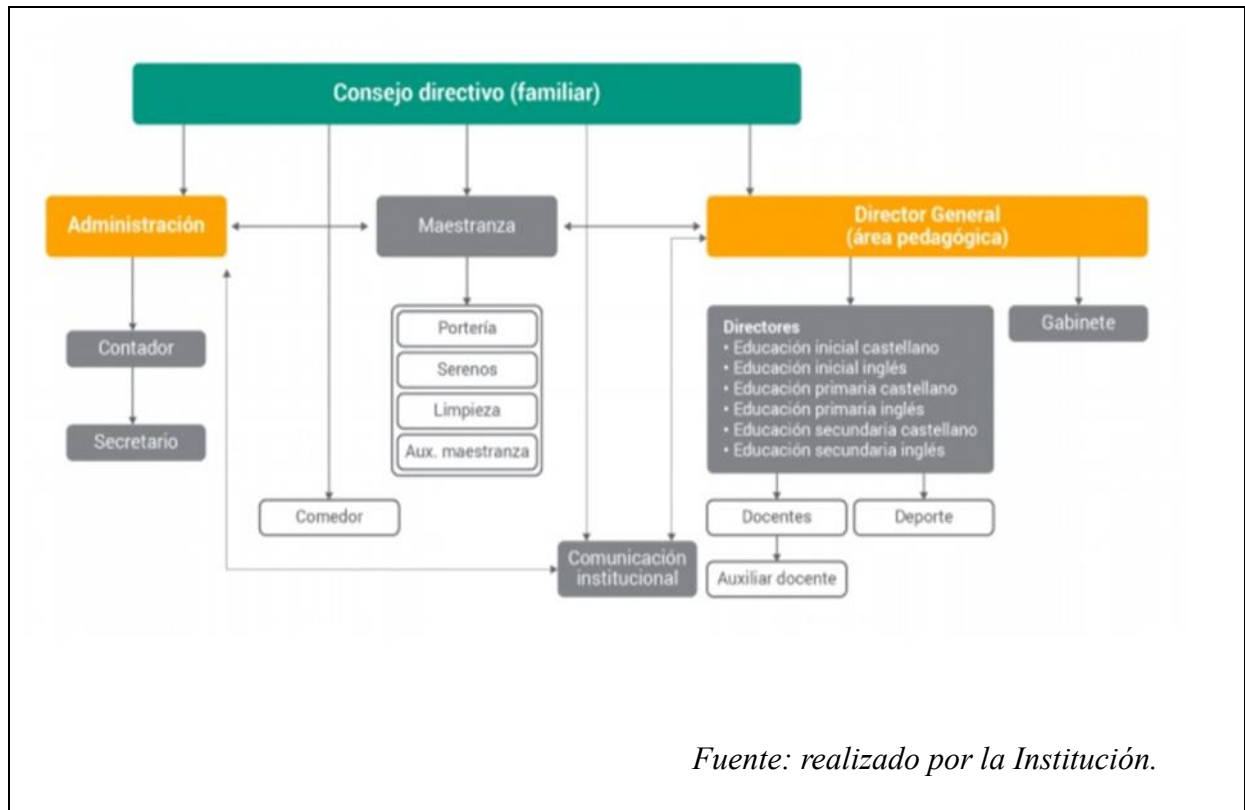 Consejo directivo (familiar)
Administración
Maestranza
Director General
(área pedagógica)
Contador
Secretario
Portería
Serenos
Limpieza
Aux. maestranza
Comedor
Comunicación
institucional
Directores
• Educación inicial castellano
• Educación inicial inglés
• Educación primaria castellano
• Educación primaria inglés
• Educación secundaria castellano
• Educación secundaria inglés
Gabinete
Docentes
Deporte
Auxiliar docente
Fuente: realizado por la Institución.